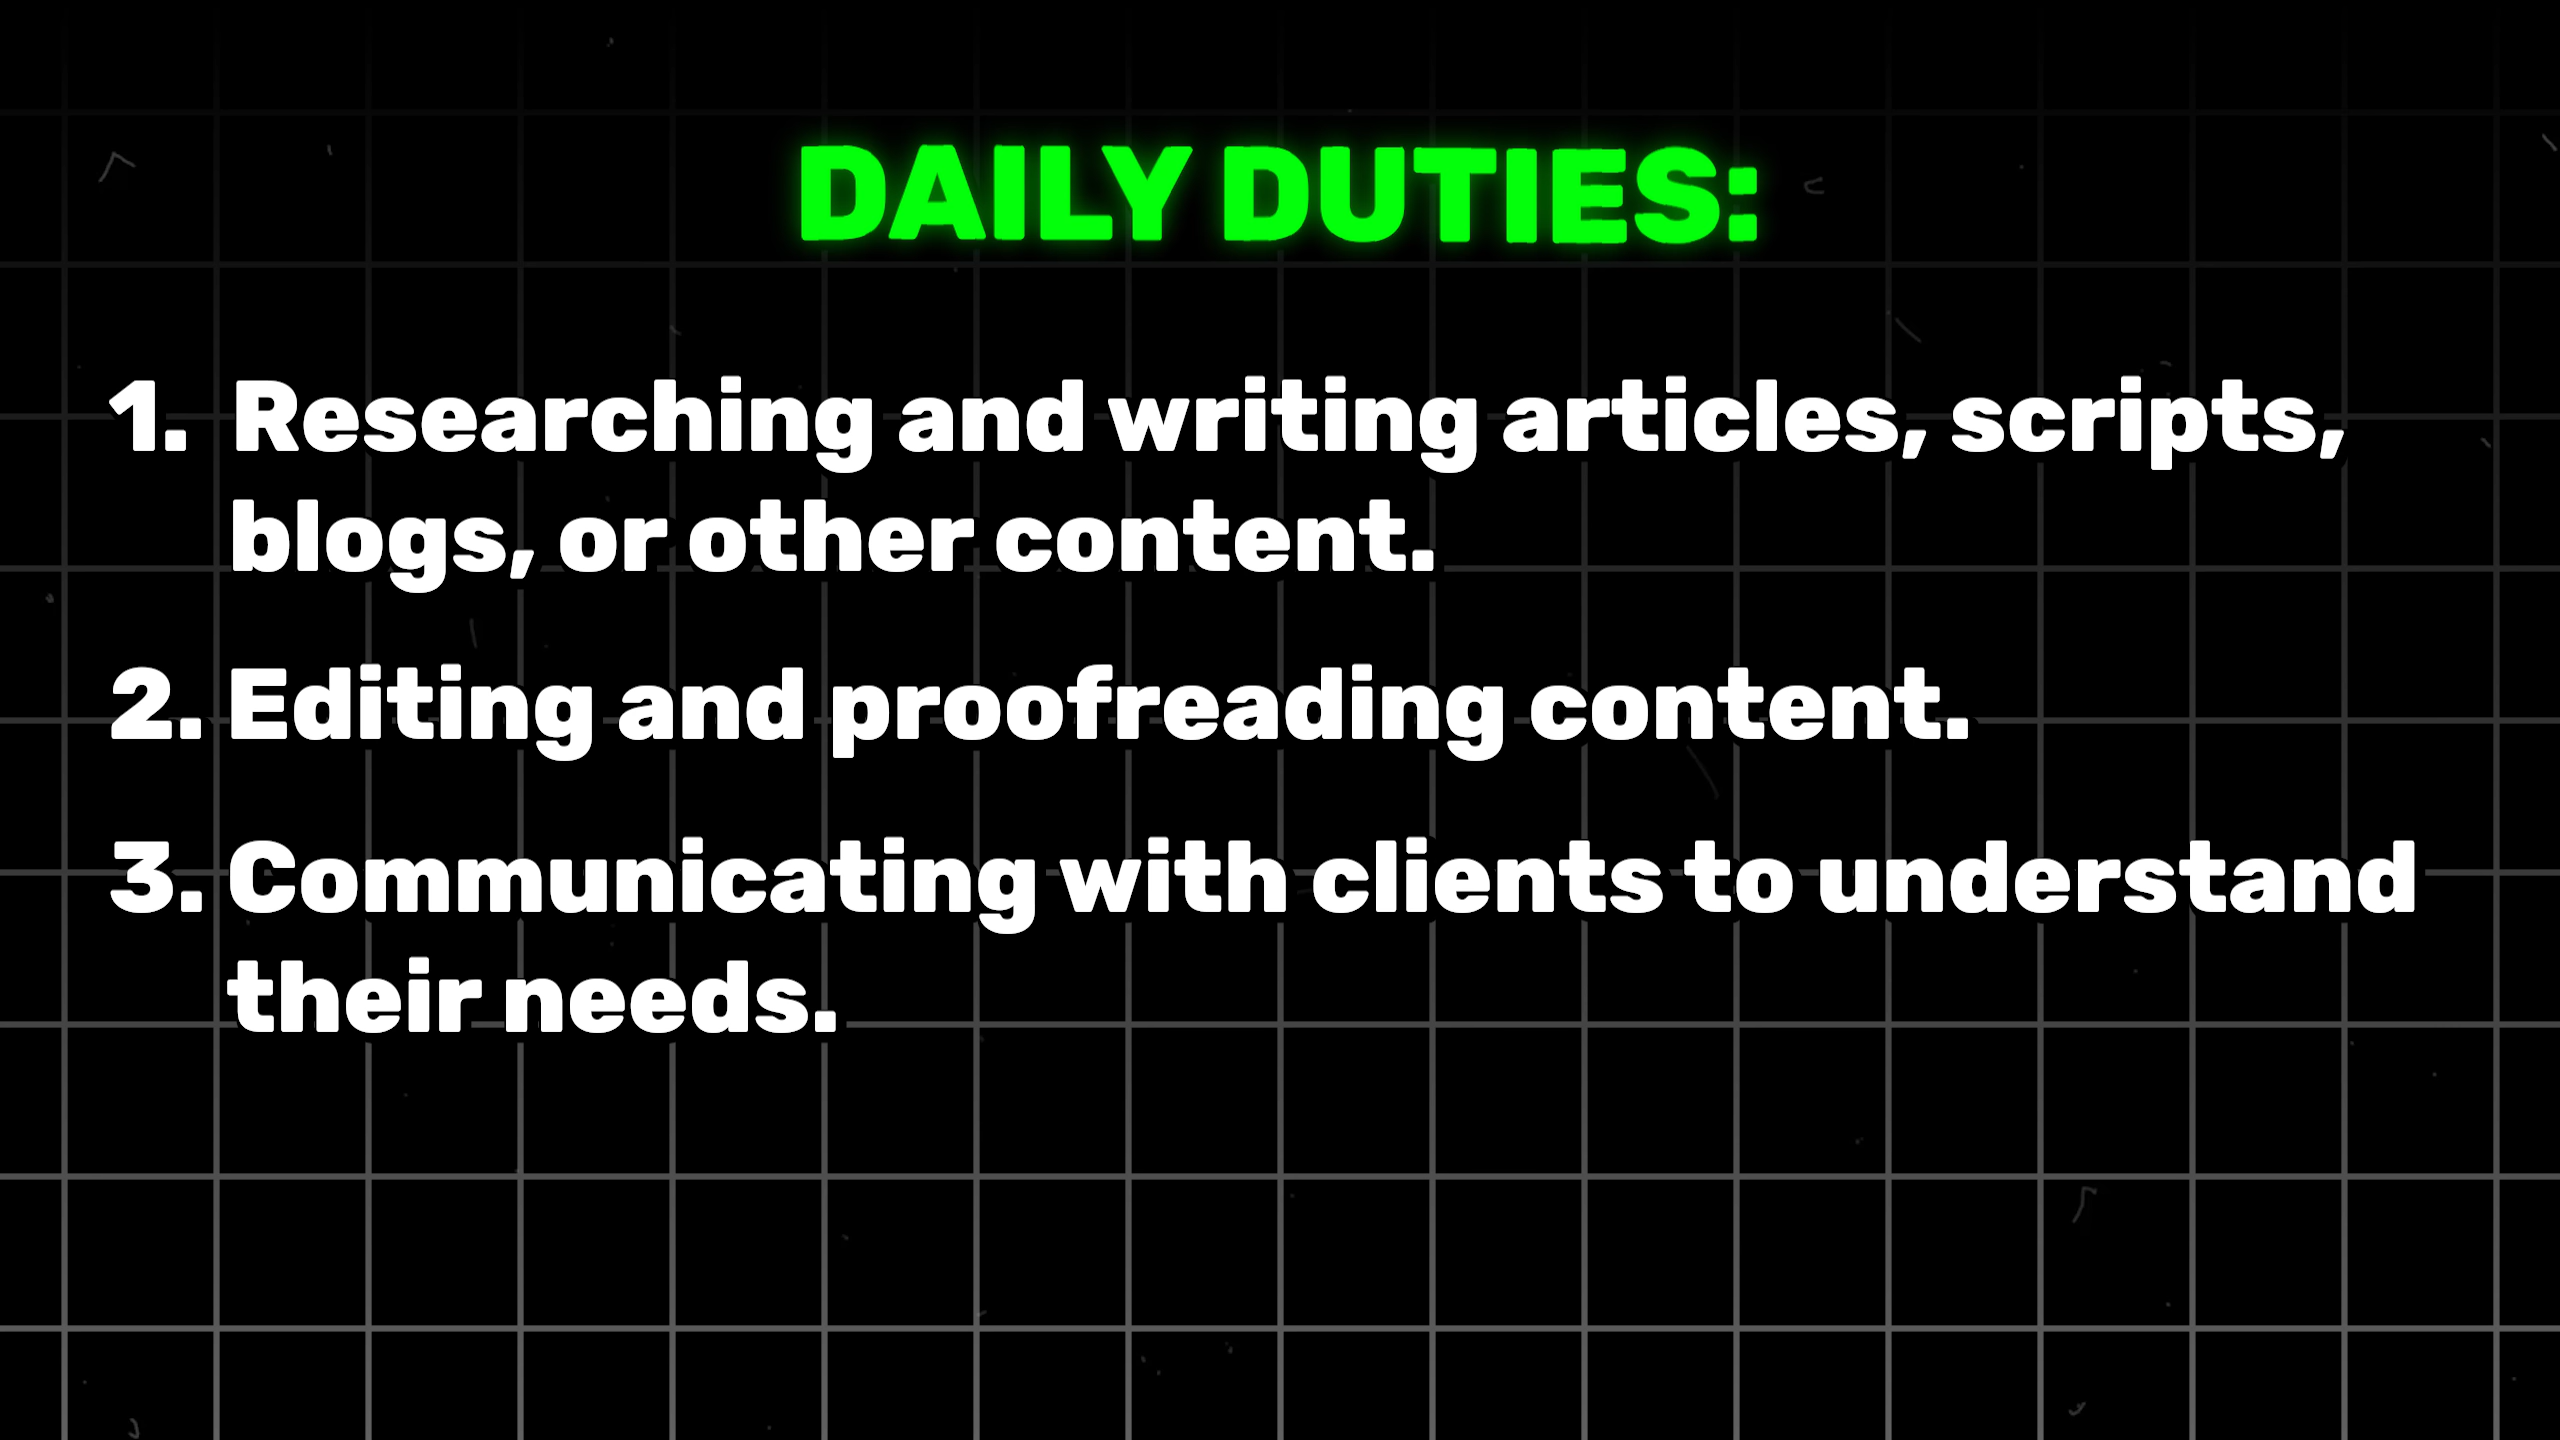 DAILY DUTIES:
1. Researching and writing articles, scripts,
blogs, or other content.
2. Editing and proofreading content.
3. Communicating with clients to understand
their needs.